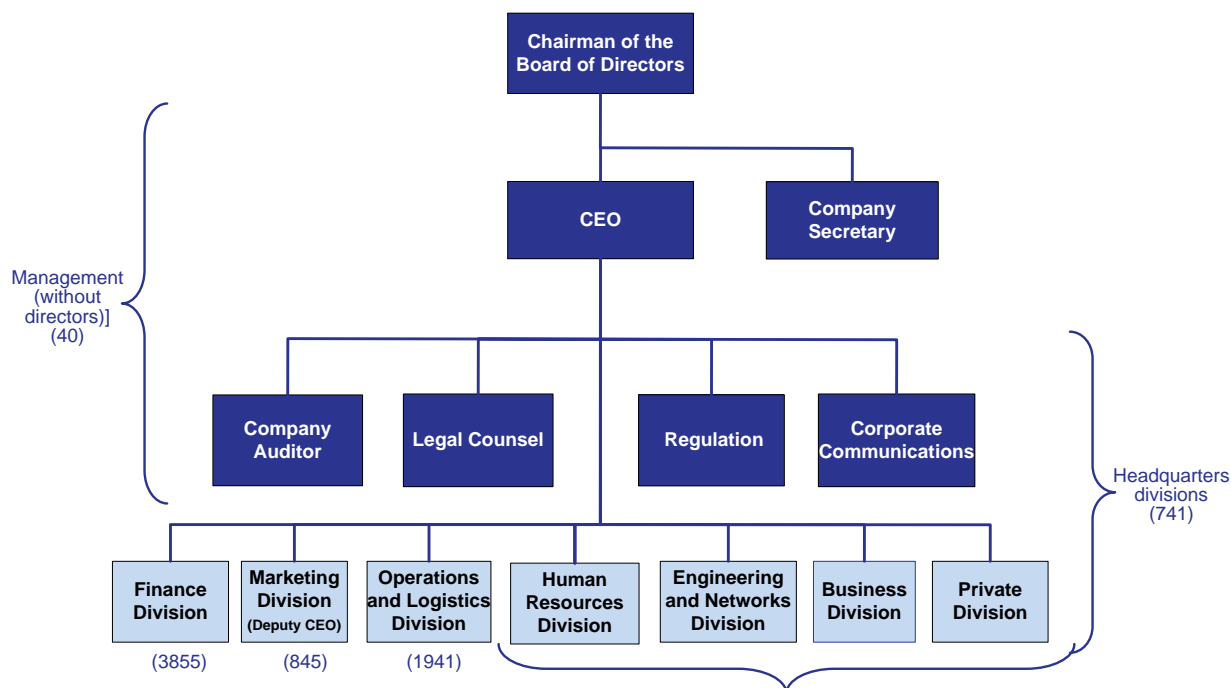 Chairman of the
Board of Directors
CEO
Company
Secretary
Management
(without
directors)]
(40)
Company
Auditor
Legal Counsel
Regulation
Corporate
Communications
Headquarters
divisions
(741)
Finance
Division
Marketing
Division
(Deputy CEO)
Operations
and Logistics
Division
Human
Resources
Division
Engineering
and Networks
Division
Business
Division
Private
Division
(3855)
(845)
(1941)